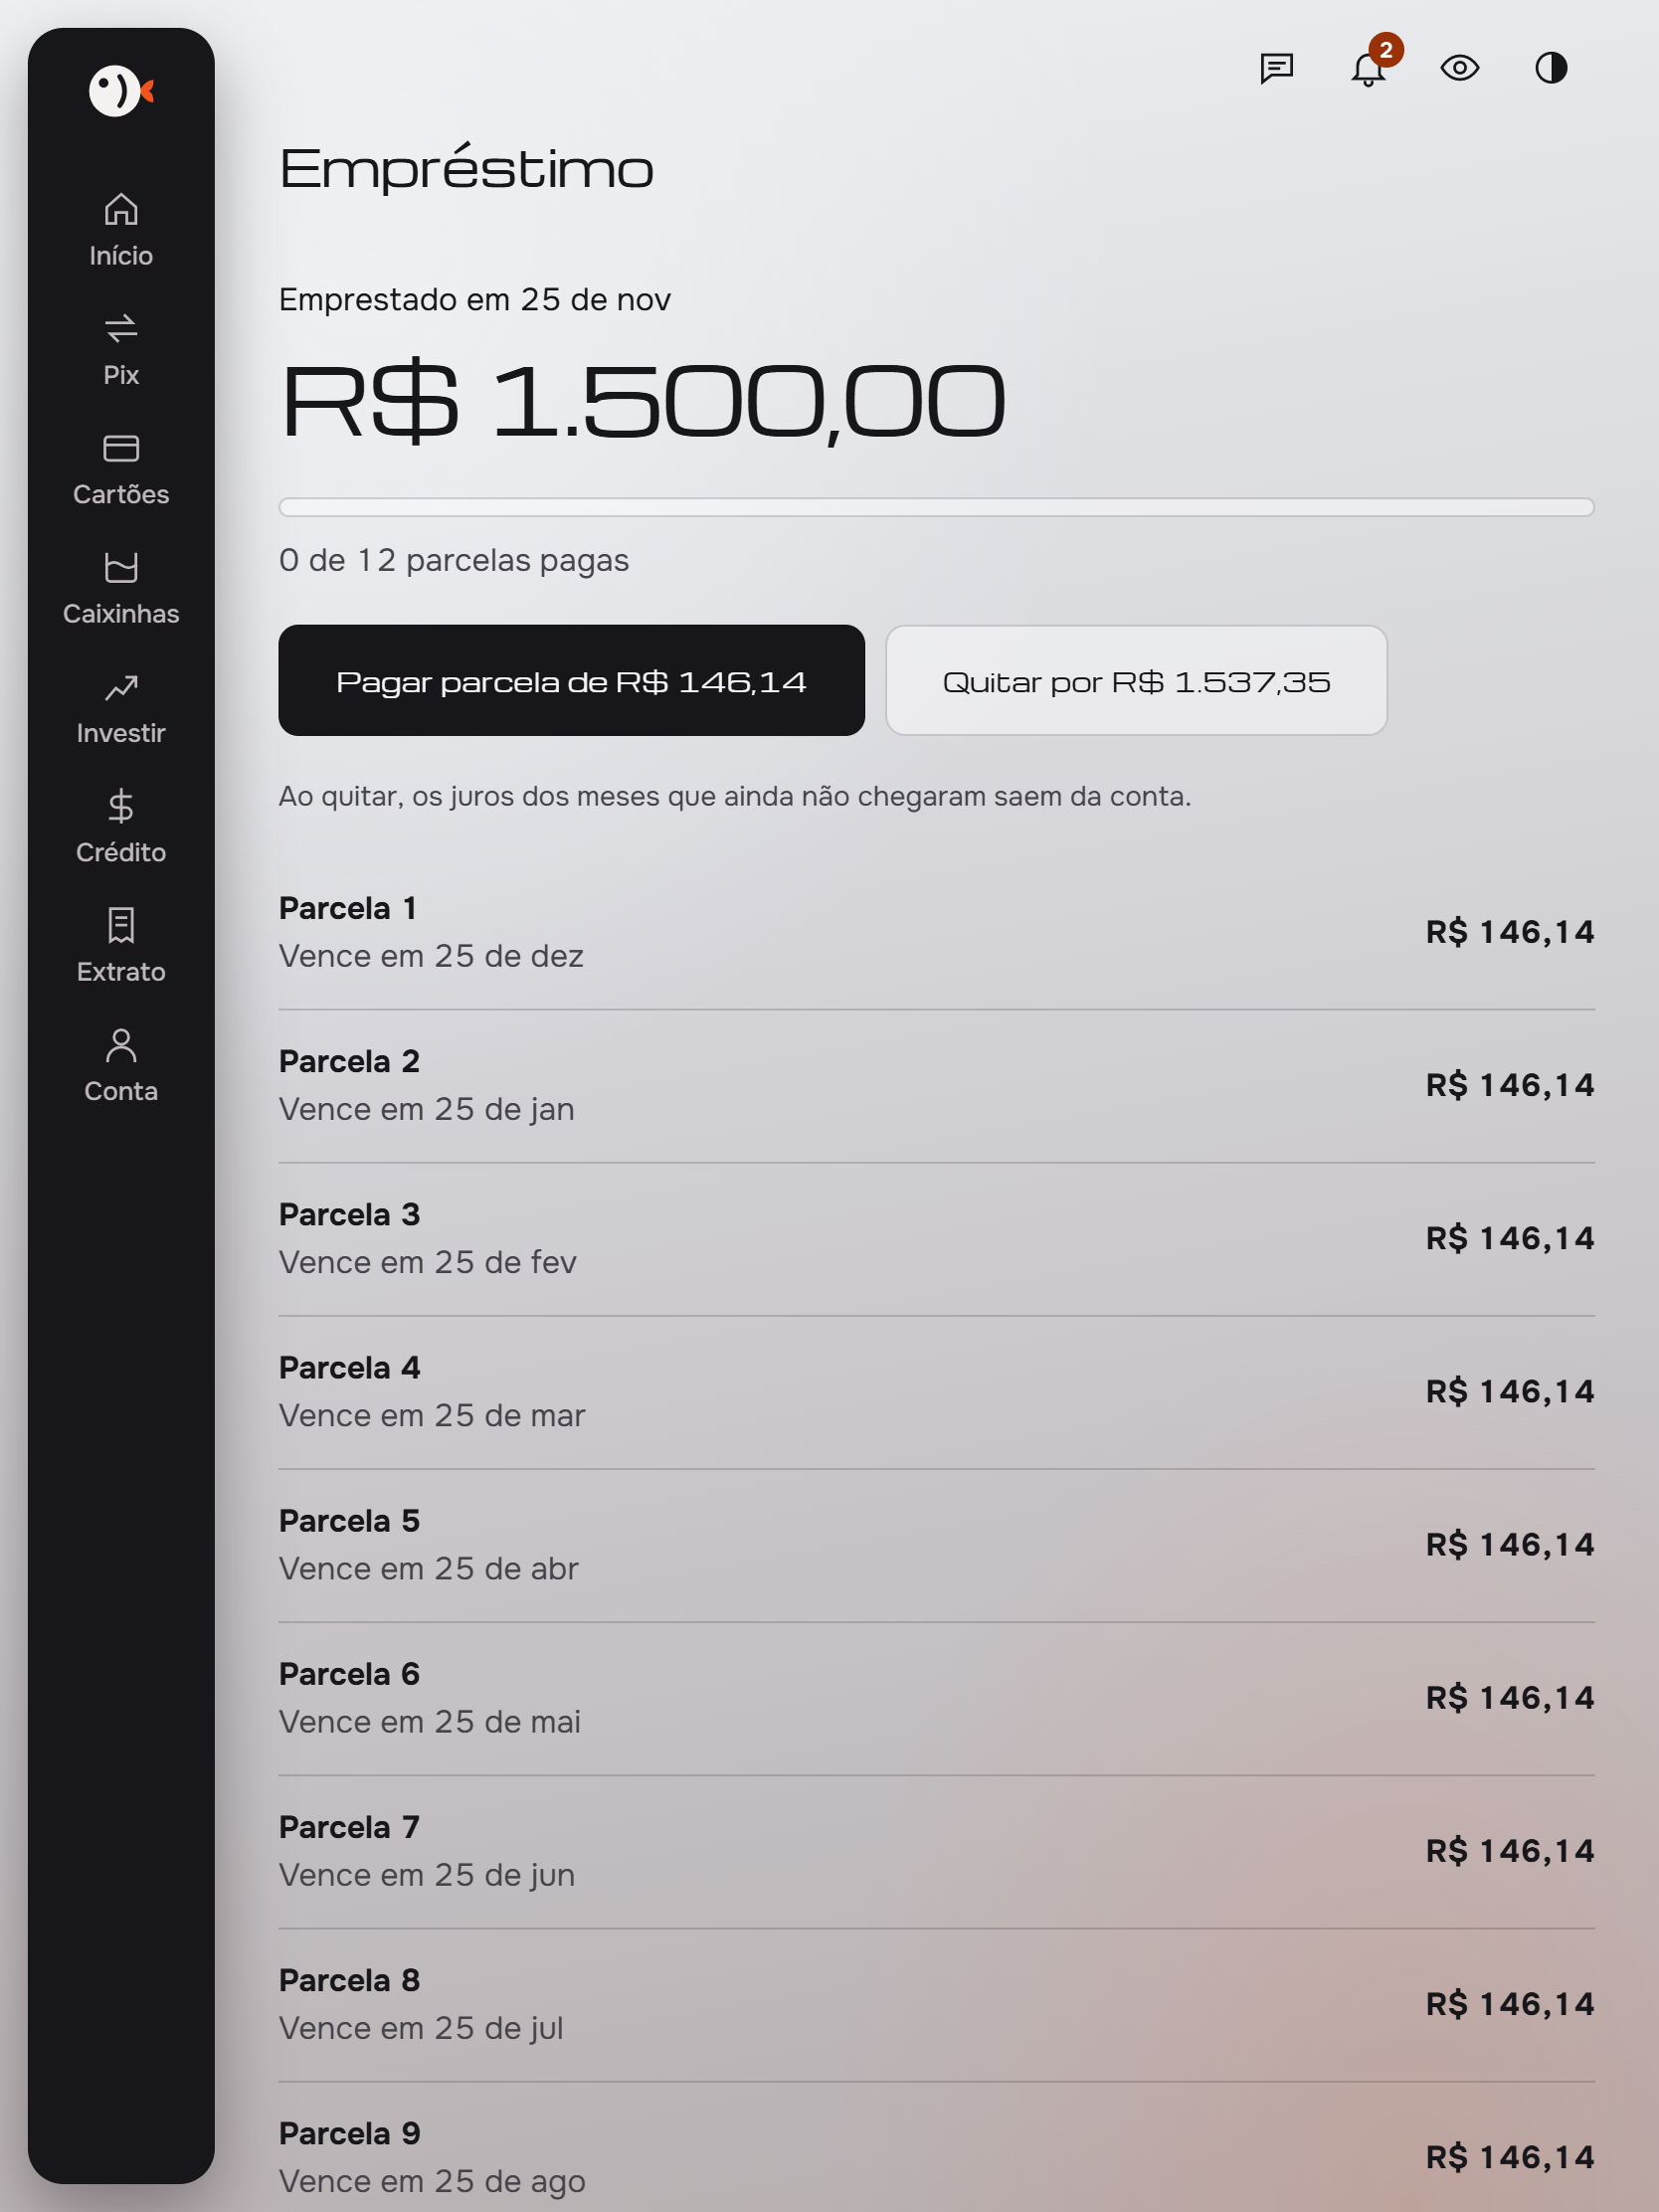 2
Início
Pix
Cartões
Caixinhas
Investir
Crédito
Extrato
Conta
Empréstimo
Emprestado em 25 de nov
R$ 1.500,00
0 de 12 parcelas pagas
Pagar parcela de R$ 146,14
Quitar por R$ 1.537,35
Ao quitar, os juros dos meses que ainda não chegaram saem da conta.
Parcela 1
Vence em 25 de dez
R$ 146,14
Parcela 2
Vence em 25 de jan
R$ 146,14
Parcela 3
Vence em 25 de fev
R$ 146,14
Parcela 4
Vence em 25 de mar
R$ 146,14
Parcela 5
Vence em 25 de abr
R$ 146,14
Parcela 6
Vence em 25 de mai
R$ 146,14
Parcela 7
Vence em 25 de jun
R$ 146,14
Parcela 8
Vence em 25 de jul
R$ 146,14
Parcela 9
Vence em 25 de ago
R$ 146,14